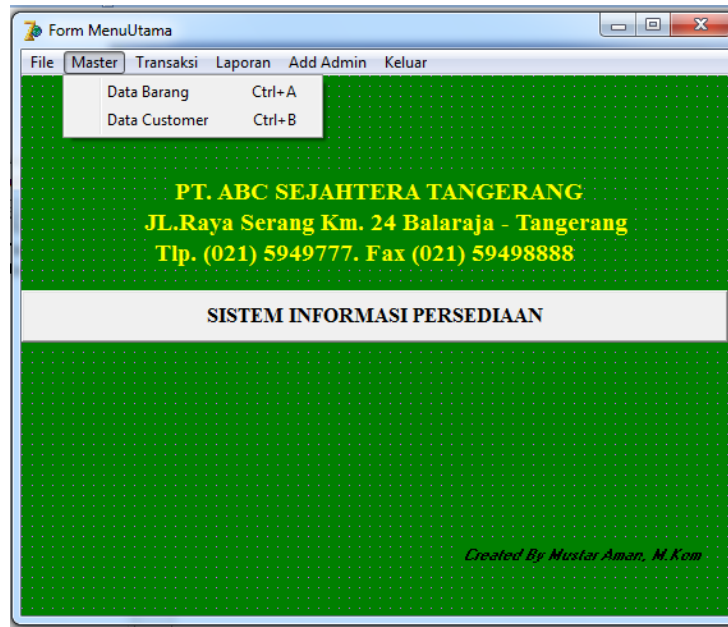 Form MenuUtama
File Master Transaksi Laporan Add Admin Keluar
Data Barang Ctrl+A
Data Customer Ctrl+B
PT. ABC SEJAHTERA TANGERANG
JL.Raya Serang Km. 24 Balaraja - Tangerang
Tlp. (021) 5949777. Fax (021) 59498888
SISTEM INFORMASI PERSEDIAAN
Created By Mustar Aman, M.Kom